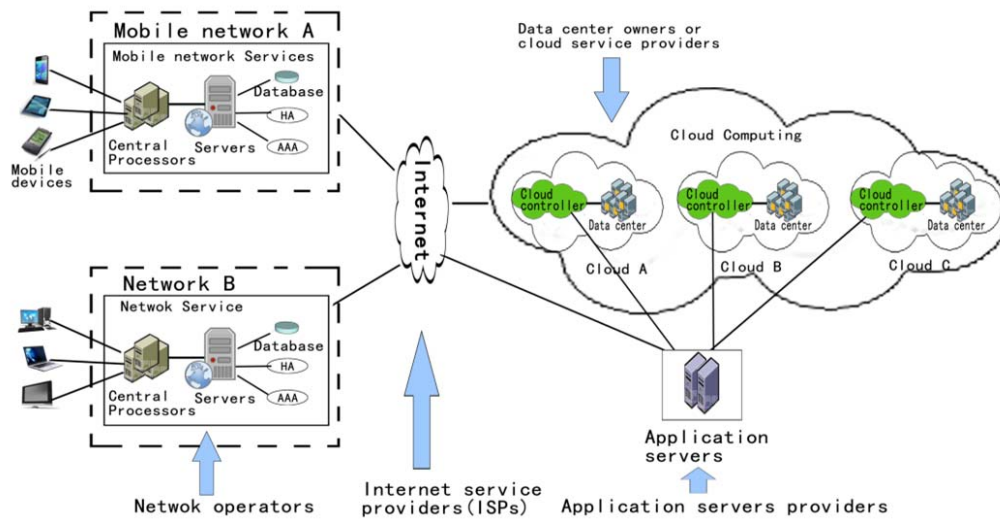 Mobile network A
Mobile network Services
Database
HA
AAA
Central
Processors
Servers
Mobile
devices
Network B
Netwok Service
Database
HA
AAA
Central
Processors
Servers
Netwok operators
Internet
Internet service
providers(ISPs)
Data center owners or
cloud service providers
Cloud Computing
Cloud
controller
Data center
Cloud A
Cloud
controller
Data center
Cloud B
Cloud
controller
Data center
Cloud C
Application
servers
Application servers providers